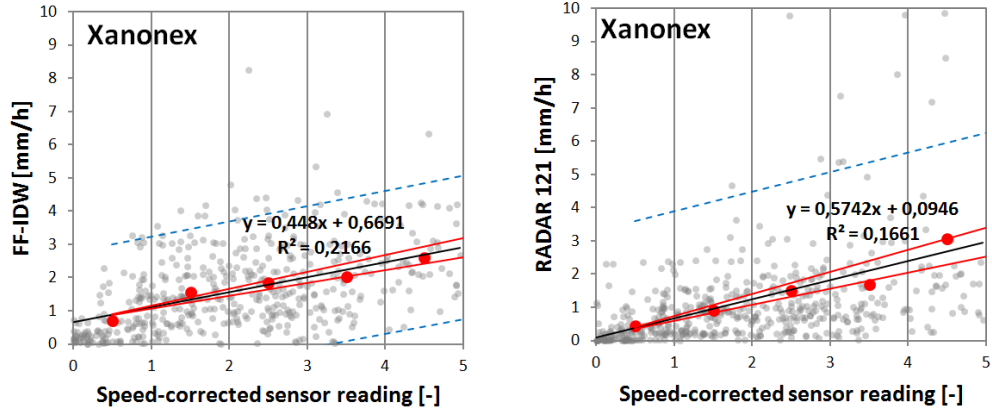 Xanonex
FF-IDW [mm/h]
10
9
8
7
6
5
4
3
2
1
0
y = 0,448x + 0,6691
R² = 0,2166
0 1 2 3 4 5
Speed-corrected sensor reading [-]
Xanonex
RADAR 121 [mm/h]
10
9
8
7
6
5
4
3
2
1
0
y = 0,5742x + 0,0946
R² = 0,1661
0 1 2 3 4 5
Speed-corrected sensor reading [-]